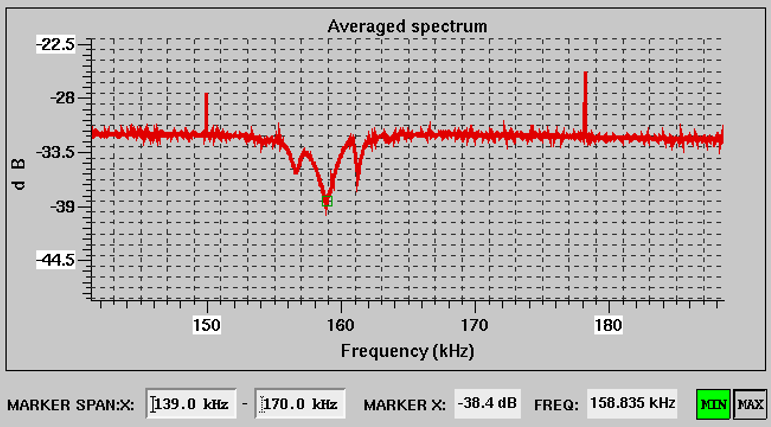 Averaged spectrum
-22.5
-28
-33.5
-39
-44.5
d B
150 160 170 180
Frequency (kHz)
MARKER SPAN:X: 139.0 kHz - 170.0 kHz MARKER X: -38.4 dB FREQ: 158.835 kHz MIN MAX